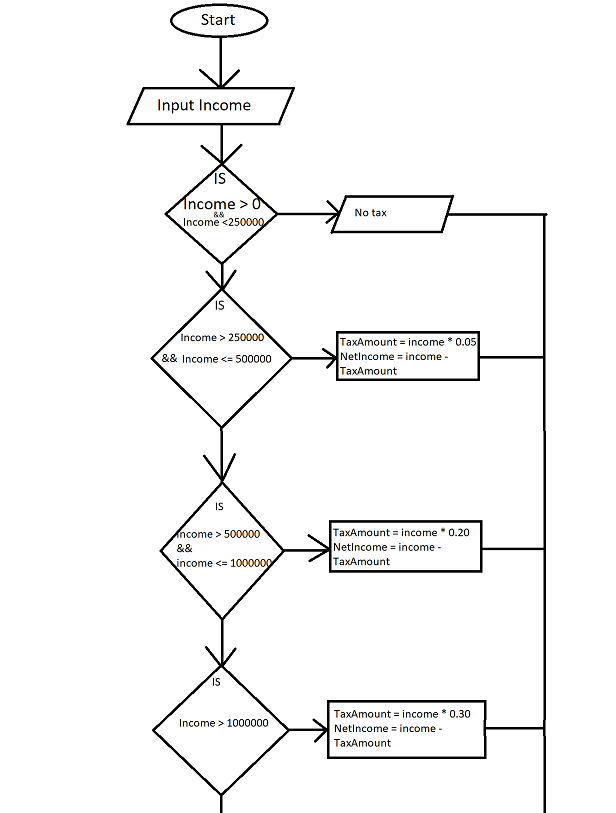 Start
Input Income
IS
Income > 0
&&
Income <250000
No tax
IS
Income > 250000
&& Income <= 500000
TaxAmount = income * 0.05
NetIncome = income -
TaxAmount
IS
Income > 500000
&&
income <= 1000000
TaxAmount = income * 0.20
NetIncome = income -
TaxAmount
IS
Income > 1000000
TaxAmount = income * 0.30
NetIncome = income -
TaxAmount